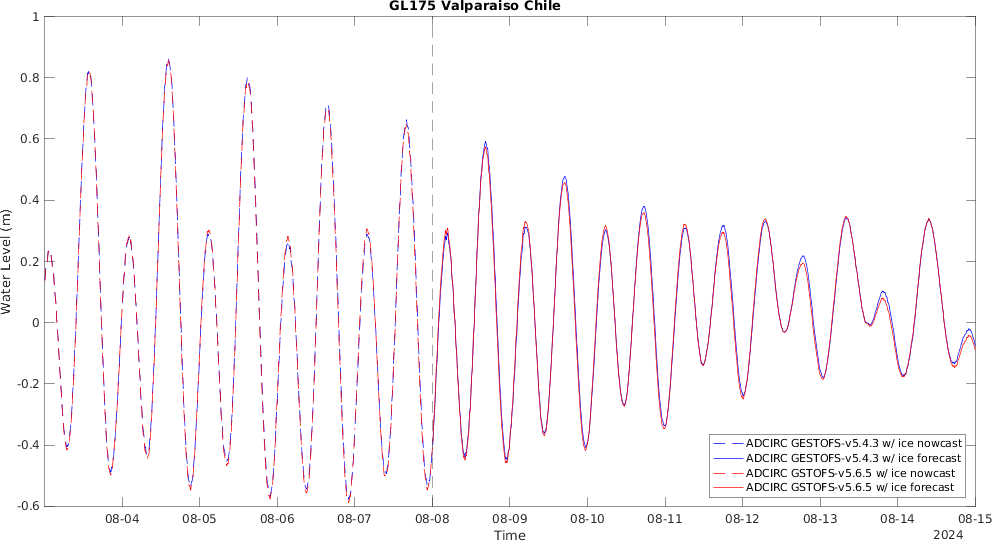 GL175 Valparaiso Chile
Water Level (m)
1
0.8
0.6
0.4
0.2
0
-0.2
-0.4
-0.6
08-04 08-05 08-06 08-07 08-08 08-09 08-10 08-11 08-12 08-13 08-14 08-15
Time
2024
ADCIRC GESTOFS-v5.4.3 w/ ice nowcast
ADCIRC GESTOFS-v5.4.3 w/ ice forecast
ADCIRC GSTOFS-v5.6.5 w/ ice nowcast
ADCIRC GSTOFS-v5.6.5 w/ ice forecast